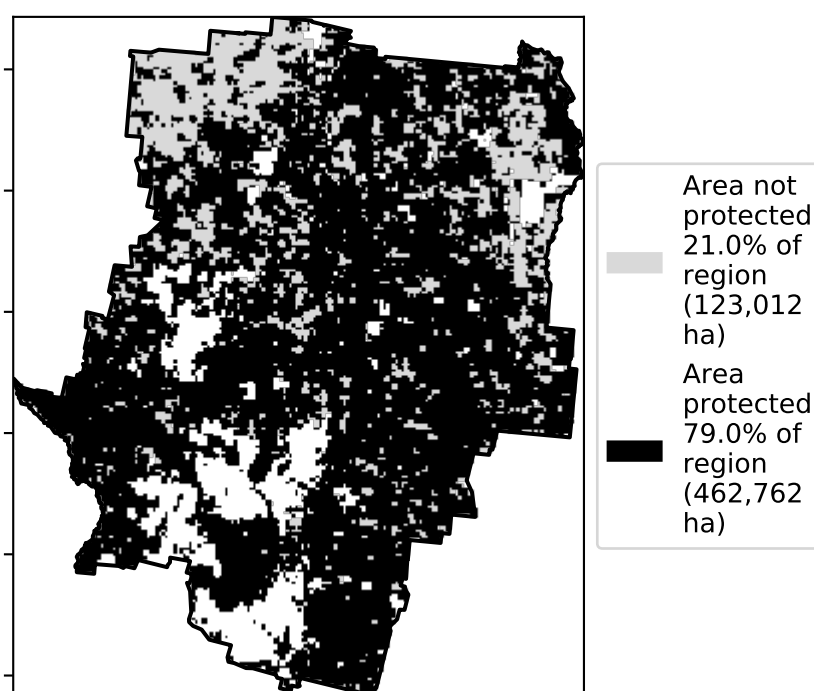 Area not
protected
21.0% of
region
(123,012
ha)
Area
protected
79.0% of
region
(462,762
ha)